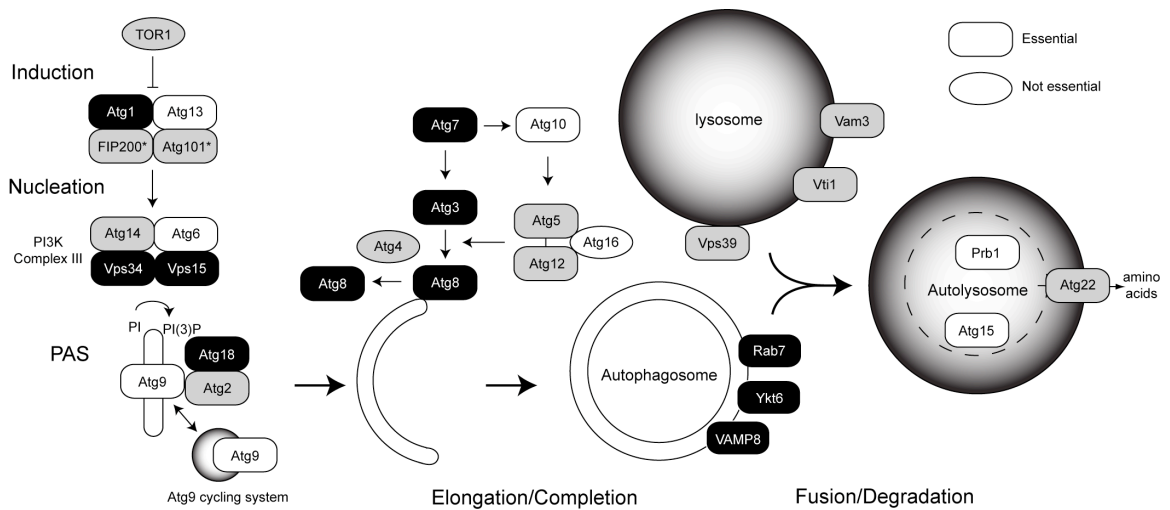 TOR1
Induction
Atg1
Atg13
FIP200*
Atg101*
Nucleation
PI3K
Complex III
Atg14
Atg6
Vps34
Vps15
PI
PI(3)P
PAS
Atg18
Atg9
Atg2
Atg9
Atg9 cycling system
Atg7
Atg10
Atg3
Atg5
Atg16
Atg12
Atg4
Atg8
Atg8
Elongation/Completion
lysosome
Vam3
Vti1
Vps39
Autophagosome
Rab7
Ykt6
VAMP8
Fusion/Degradation
Essential
Not essential
Prb1
Autolysosome
Atg15
Atg22
amino
acids